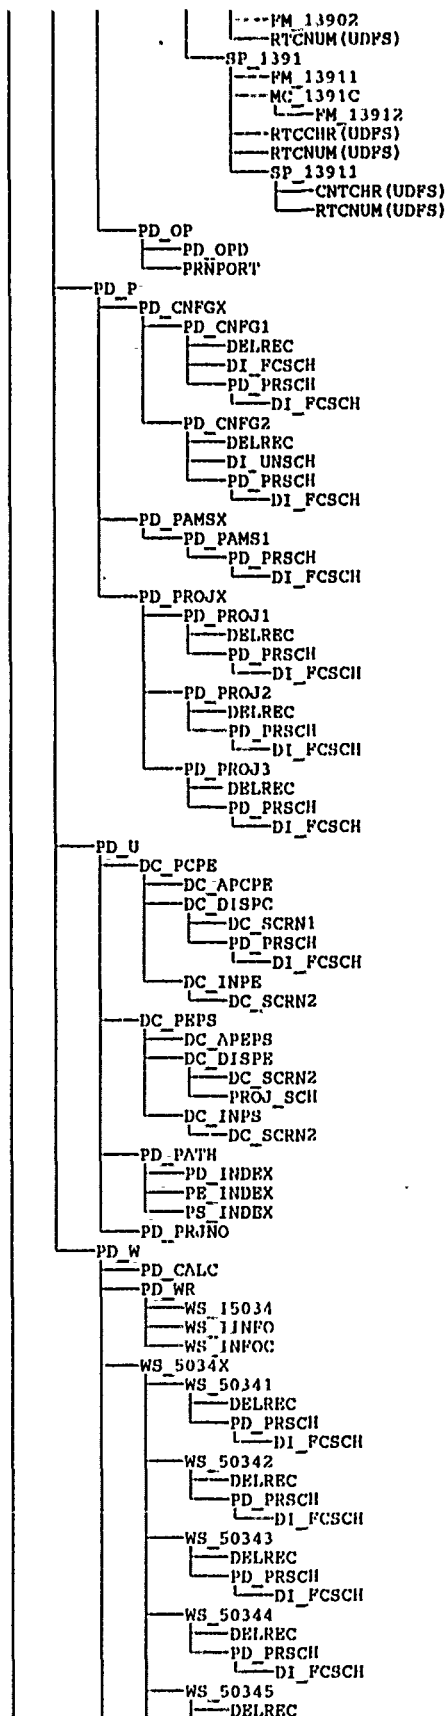 FM_13902
RTCNUM(UDFS)
SP_1391
FM_13911
MC_1391C
FM_13912
RTCCHR(UDFS)
RTCNUM(UDFS)
SP_13911
CNTCHR(UDFS)
RTCNUM(UDFS)
PD_OP
PD_OPD
PRNPORT
PD_P
PD_CNFGX
PD_CNFG1
DELREC
DI_FCSCH
PD_PRSCH
DI_FCSCH
PD_CNFG2
DELREC
DI_UNSCH
PD_PRSCH
DI_FCSCH
PD_PAMSX
PD_PAMS1
PD_PRSCH
DI_FCSCH
PD_PROJX
PD_PROJ1
DELREC
PD_PRSCH
DI_FCSCH
PD_PROJ2
DELREC
PD_PRSCH
DI_FCSCH
PD_PROJ3
DELREC
PD_PRSCH
DI_FCSCH
PD_U
DC_PCPE
DC_APCPE
DC_DISPC
DC_SCRN1
PD_PRSCH
DI_FCSCH
DC_INPE
DC_SCRN2
DC_PEPS
DC_APEPS
DC_DISPE
DC_SCRN2
PROJ_SCH
DC_INPS
DC_SCRN2
PD_PATH
PD_INDEX
PE_INDEX
PS_INDEX
PD_PRJNO
PD_W
PD_CALC
PD_WR
WS_I5034
WS_IINFO
WS_INFOC
WS_5034X
WS_50341
DELREC
PD_PRSCH
DI_FCSCH
WS_50342
DELREC
PD_PRSCH
DI_FCSCH
WS_50343
DELREC
PD_PRSCH
DI_FCSCH
WS_50344
DELREC
PD_PRSCH
DI_FCSCH
WS_50345
DELREC